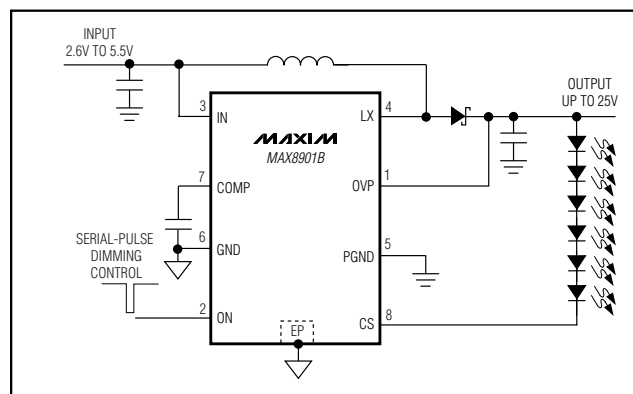 INPUT
2.6V TO 5.5V
OUTPUT
UP TO 25V
3
IN
LX
4
MAXIM
MAX8901B
7
COMP
OVP
1
6
GND
PGND
5
SERIAL-PULSE
DIMMING
CONTROL
2
ON
CS
8
EP